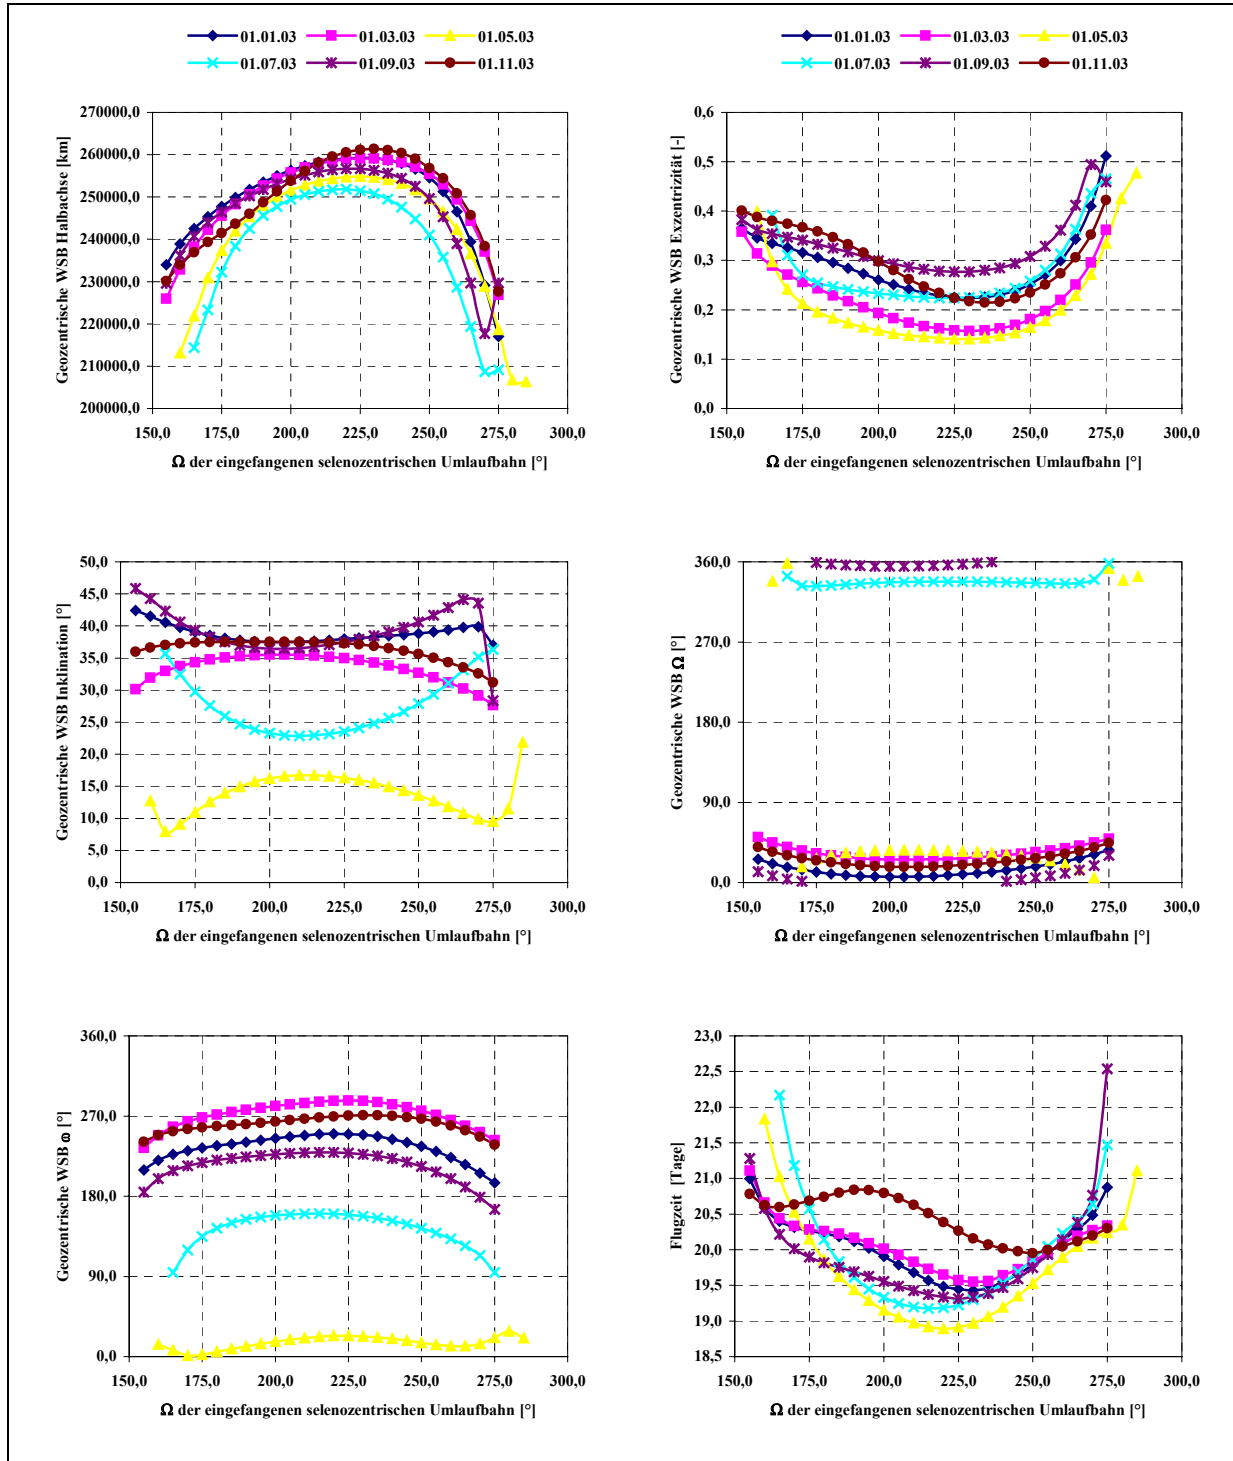 01.01.03 01.03.03 01.05.03
01.07.03 01.09.03 01.11.03
Geozentrische WSB Halbachse [km]
270000,0
260000,0
250000,0
240000,0
230000,0
220000,0
210000,0
200000,0
150,0 175,0 200,0 225,0 250,0 275,0 300,0
Ω der eingefangenen selenozentrischen Umlaufbahn [°]
01.01.03 01.03.03 01.05.03
01.07.03 01.09.03 01.11.03
Geozentrische WSB Exzentrizität [-]
0,6
0,5
0,4
0,3
0,2
0,1
0,0
150,0 175,0 200,0 225,0 250,0 275,0 300,0
Ω der eingefangenen selenozentrischen Umlaufbahn [°]
Geozentrische WSB Inklination [°]
50,0
45,0
40,0
35,0
30,0
25,0
20,0
15,0
10,0
5,0
0,0
150,0 175,0 200,0 225,0 250,0 275,0 300,0
Ω der eingefangenen selenozentrischen Umlaufbahn [°]
Geozentrische WSB Ω [°]
360,0
270,0
180,0
90,0
0,0
150,0 175,0 200,0 225,0 250,0 275,0 300,0
Ω der eingefangenen selenozentrischen Umlaufbahn [°]
Geozentrische WSB ω [°]
360,0
270,0
180,0
90,0
0,0
150,0 175,0 200,0 225,0 250,0 275,0 300,0
Ω der eingefangenen selenozentrischen Umlaufbahn [°]
Flugzeit [Tage]
23,0
22,5
22,0
21,5
21,0
20,5
20,0
19,5
19,0
18,5
150,0 175,0 200,0 225,0 250,0 275,0 300,0
Ω der eingefangenen selenozentrischen Umlaufbahn [°]